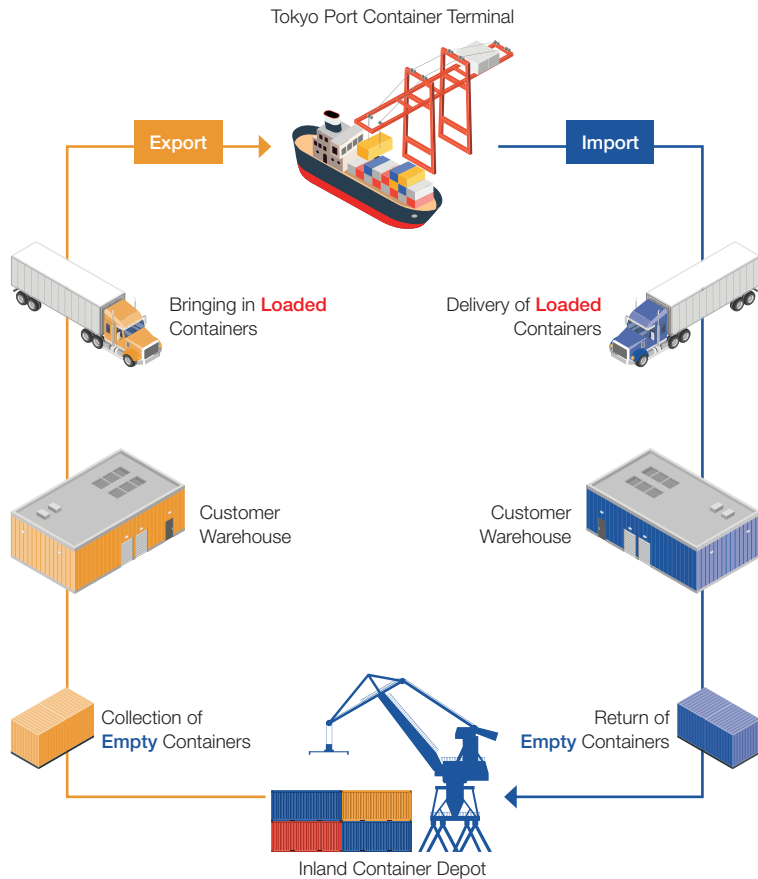 Tokyo Port Container Terminal
Export
Import
Bringing in Loaded
Containers
Delivery of Loaded
Containers
Customer
Warehouse
Customer
Warehouse
Collection of
Empty Containers
Return of
Empty Containers
Inland Container Depot